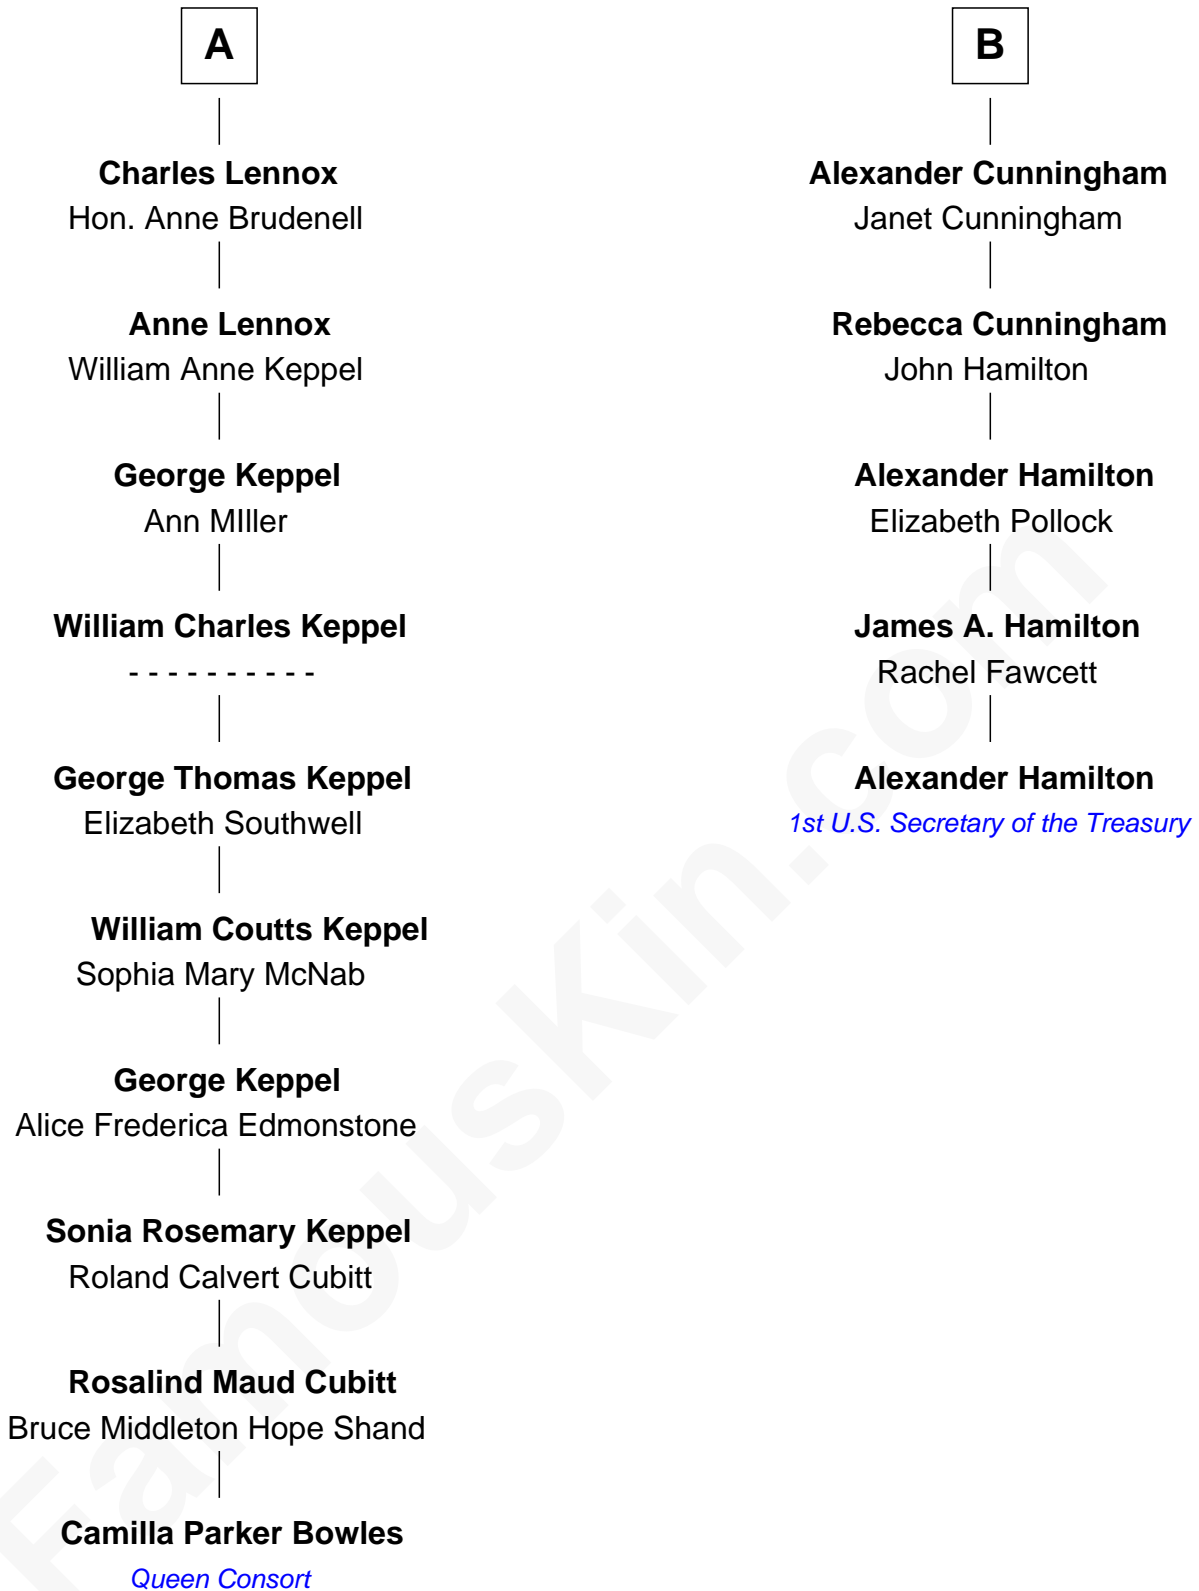 A
Charles Lennox
Hon. Anne Brudenell
Anne Lennox
William Anne Keppel
George Keppel
Ann MIller
William Charles Keppel
- - - - - - - - - -
George Thomas Keppel
Elizabeth Southwell
William Coutts Keppel
Sophia Mary McNab
George Keppel
Alice Frederica Edmonstone
Sonia Rosemary Keppel
Roland Calvert Cubitt
Rosalind Maud Cubitt
Bruce Middleton Hope Shand
Camilla Parker Bowles
Queen Consort
B
Alexander Cunningham
Janet Cunningham
Rebecca Cunningham
John Hamilton
Alexander Hamilton
Elizabeth Pollock
James A. Hamilton
Rachel Fawcett
Alexander Hamilton
1st U.S. Secretary of the Treasury
FamousKin.com